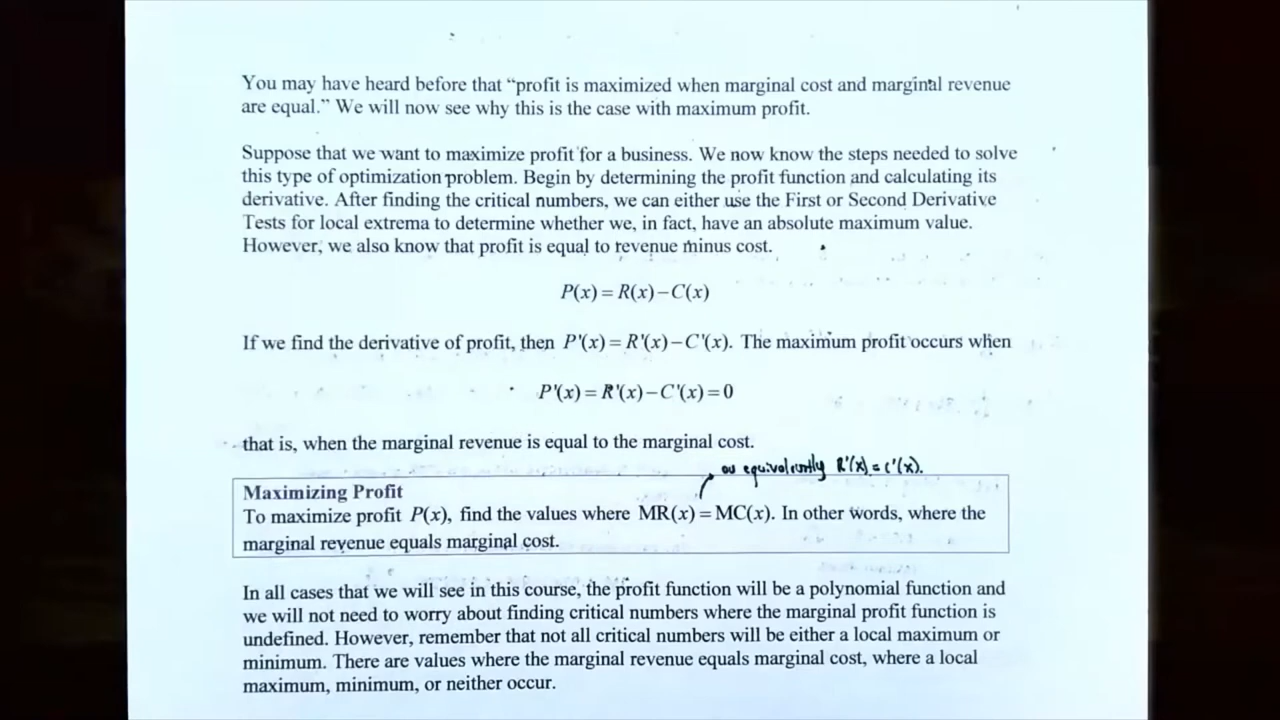 You may have heard before that “profit is maximized when marginal cost and marginal revenue
are equal.” We will now see why this is the case with maximum profit.
Suppose that we want to maximize profit for a business. We now know the steps needed to solve
this type of optimization problem. Begin by determining the profit function and calculating its
derivative. After finding the critical numbers, we can either use the First or Second Derivative
Tests for local extrema to determine whether we, in fact, have an absolute maximum value.
However, we also know that profit is equal to revenue minus cost.
P(x) = R(x) − C(x)
If we find the derivative of profit, then P'(x) = R'(x) − C'(x). The maximum profit occurs when
P'(x) = R'(x) − C'(x) = 0
that is, when the marginal revenue is equal to the marginal cost.
or equivalently R'(x) = C'(x).
Maximizing Profit
To maximize profit P(x), find the values where MR(x) = MC(x). In other words, where the
marginal revenue equals marginal cost.
In all cases that we will see in this course, the profit function will be a polynomial function and
we will not need to worry about finding critical numbers where the marginal profit function is
undefined. However, remember that not all critical numbers will be either a local maximum or
minimum. There are values where the marginal revenue equals marginal cost, where a local
maximum, minimum, or neither occur.